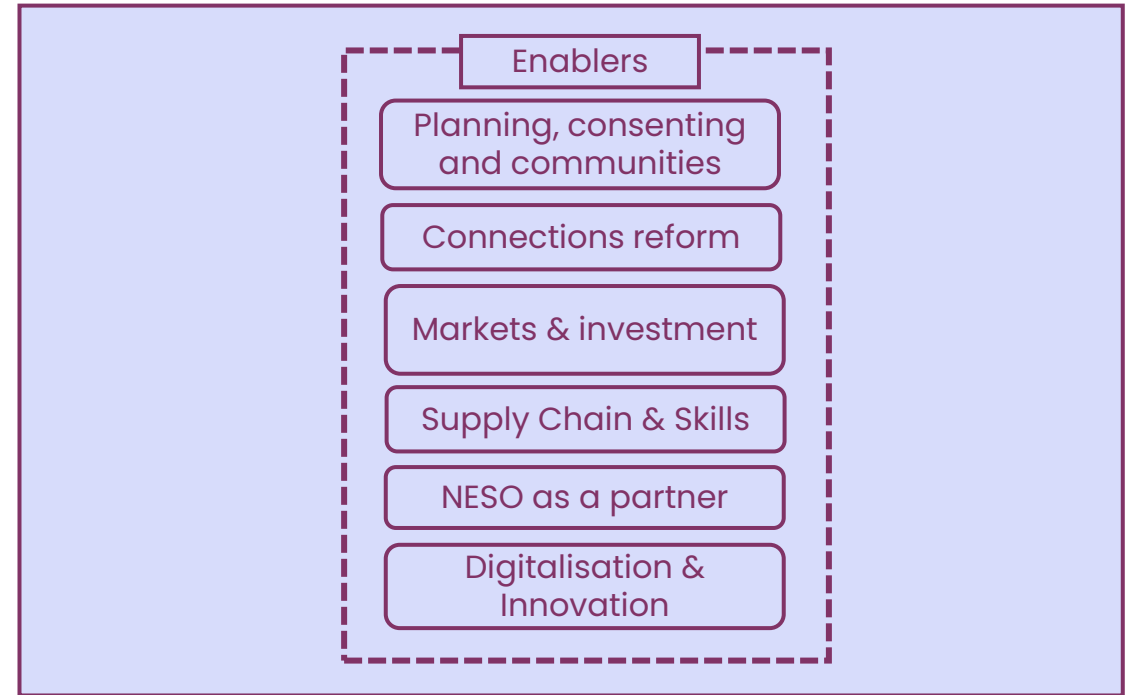 Enablers
Planning, consenting
and communities
Connections reform
Markets & investment
Supply Chain & Skills
NESO as a partner
Digitalisation &
Innovation